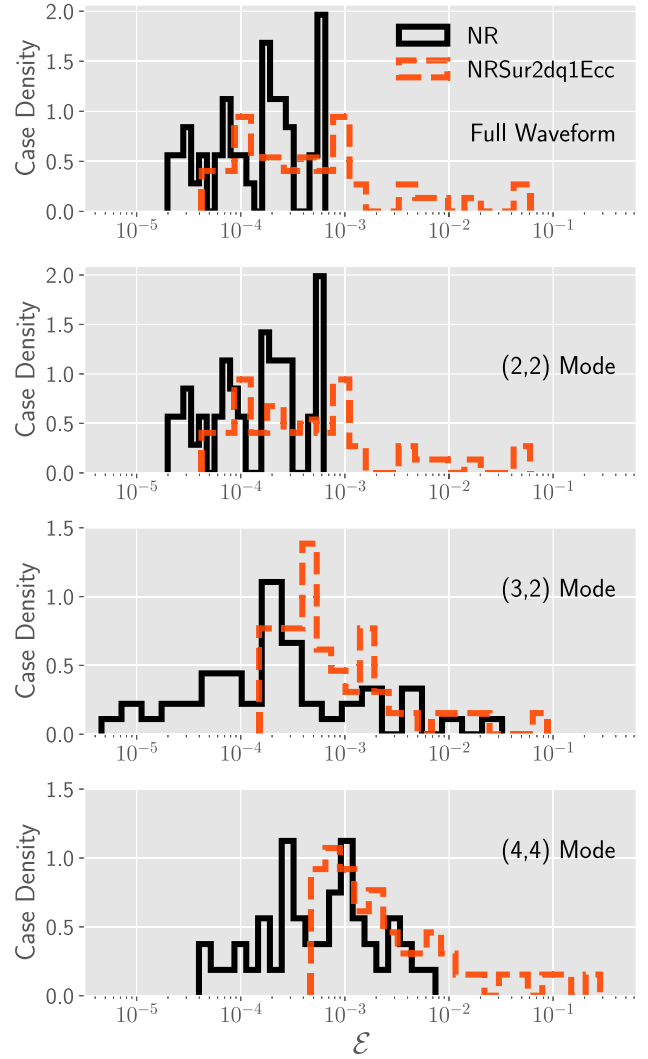 2.0
1.5
1.0
0.5
0.0
Case Density
NR
NRSur2dq1Ecc
Full Waveform
10⁻⁵ 10⁻⁴ 10⁻³ 10⁻² 10⁻¹
2.0
1.5
1.0
0.5
0.0
Case Density
(2,2) Mode
10⁻⁵ 10⁻⁴ 10⁻³ 10⁻² 10⁻¹
1.5
1.0
0.5
0.0
Case Density
(3,2) Mode
10⁻⁵ 10⁻⁴ 10⁻³ 10⁻² 10⁻¹
1.5
1.0
0.5
0.0
Case Density
(4,4) Mode
10⁻⁵ 10⁻⁴ 10⁻³ 10⁻² 10⁻¹
ℰ